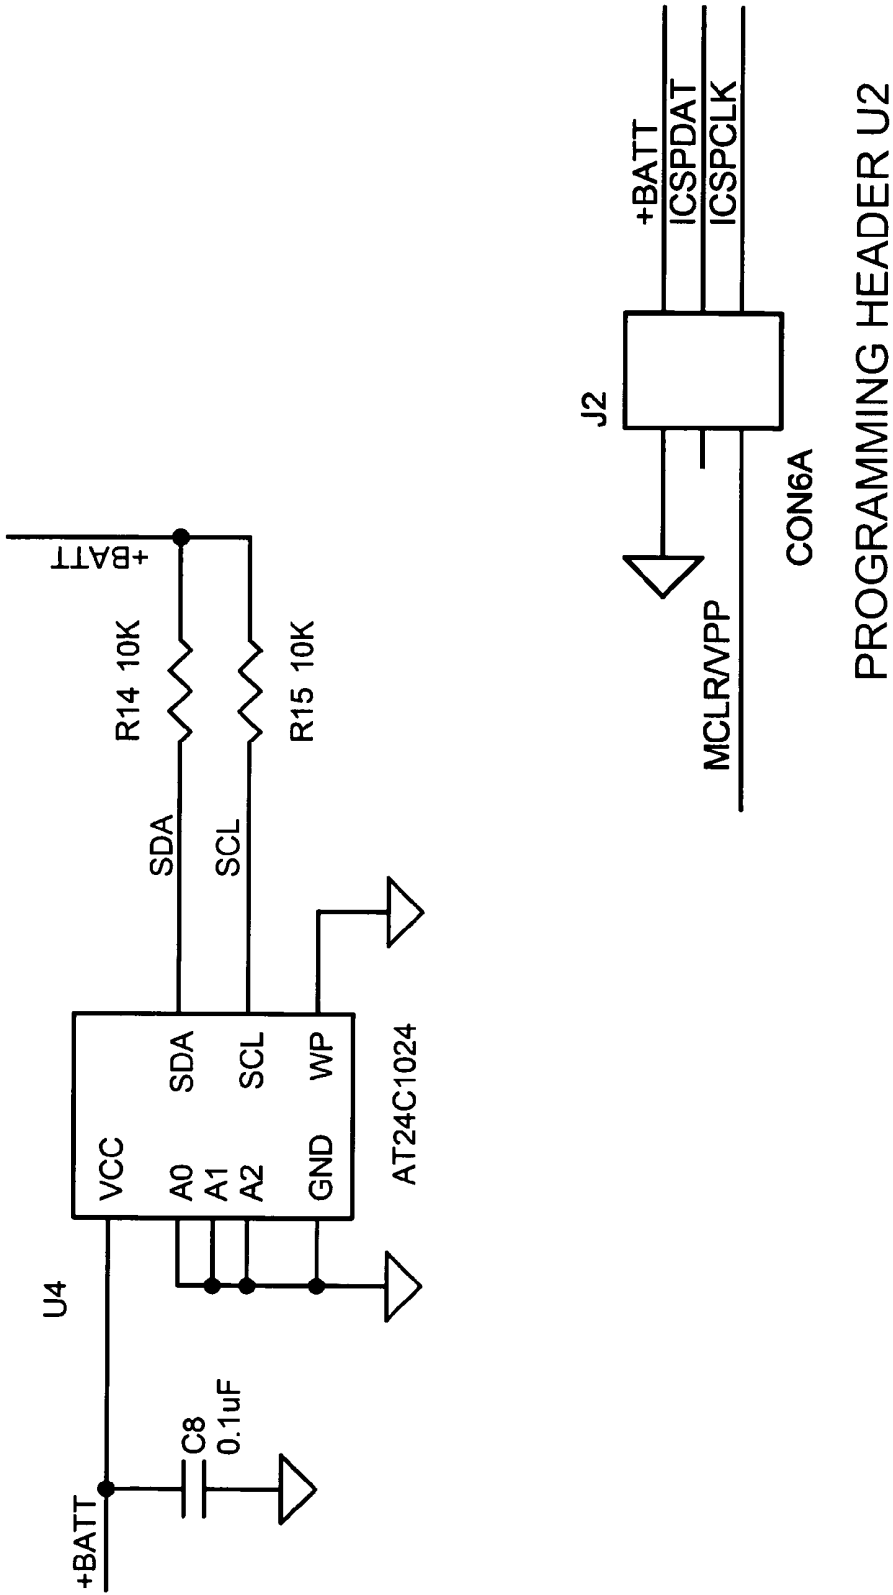 +BATT
C8
0.1uF
U4
VCC
A0
A1
A2
GND
SDA
SCL
WP
AT24C1024
SDA
SCL
R14 10K
R15 10K
+BATT
J2
+BATT
ICSPDAT
ICSPCLK
MCLR/VPP
CON6A
PROGRAMMING HEADER U2